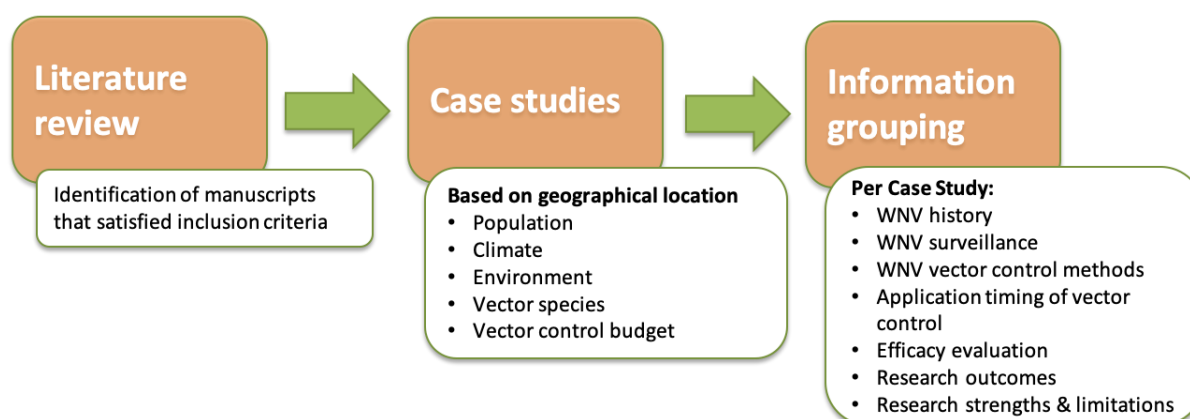 Literature
review
Identification of manuscripts
that satisfied inclusion criteria
Case studies
Based on geographical location
• Population
• Climate
• Environment
• Vector species
• Vector control budget
Information
grouping
Per Case Study:
• WNV history
• WNV surveillance
• WNV vector control methods
• Application timing of vector
control
• Efficacy evaluation
• Research outcomes
• Research strengths & limitations